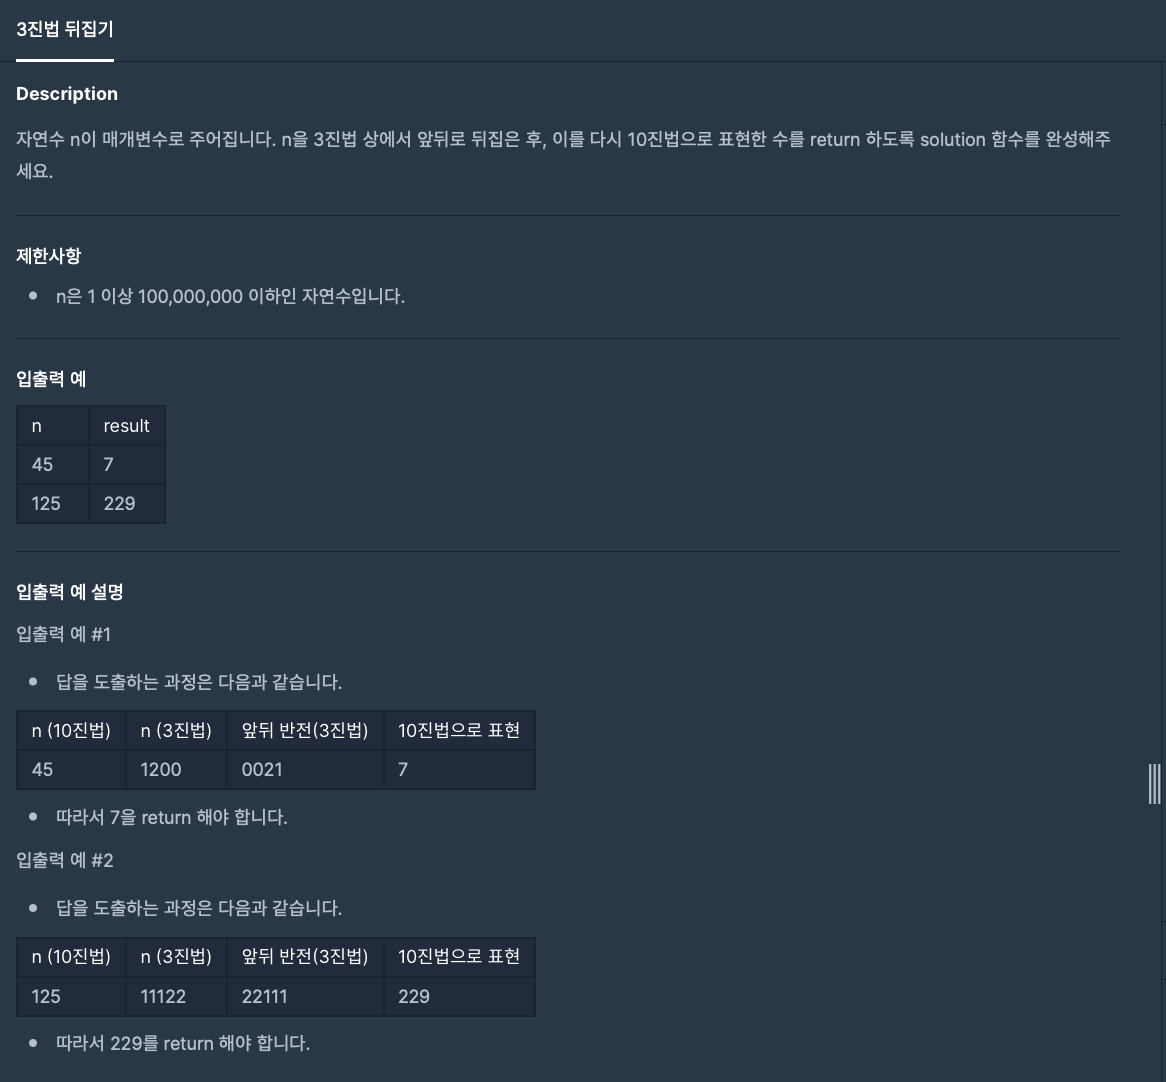 3진법 뒤집기
Description
자연수 n이 매개변수로 주어집니다. n을 3진법 상에서 앞뒤로 뒤집은 후, 이를 다시 10진법으로 표현한 수를 return 하도록 solution 함수를 완성해주
세요.
제한사항
n은 1 이상 100,000,000 이하인 자연수입니다.
입출력 예
n result
45 7
125 229
입출력 예 설명
입출력 예 #1
답을 도출하는 과정은 다음과 같습니다.
n (10진법) n (3진법) 앞뒤 반전(3진법) 10진법으로 표현
45 1200 0021 7
따라서 7을 return 해야 합니다.
입출력 예 #2
답을 도출하는 과정은 다음과 같습니다.
n (10진법) n (3진법) 앞뒤 반전(3진법) 10진법으로 표현
125 11122 22111 229
따라서 229를 return 해야 합니다.